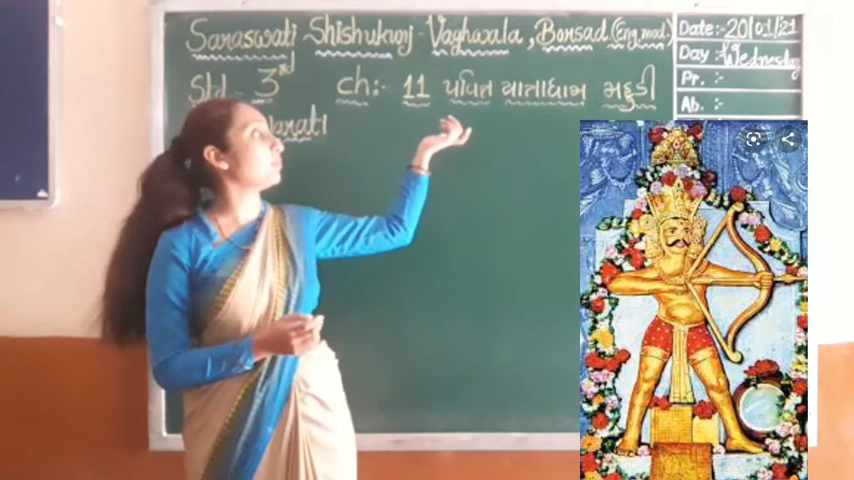 Saraswati Shishukunj - Vaghwala, Borsad (Eng. med.)
Std - 3rd ch:- 11 પવિત્ર યાત્રાધામ મહુડી
arati
Date:- 20/01/21
Day :- Wednesday
Pr. :-
Ab. :-